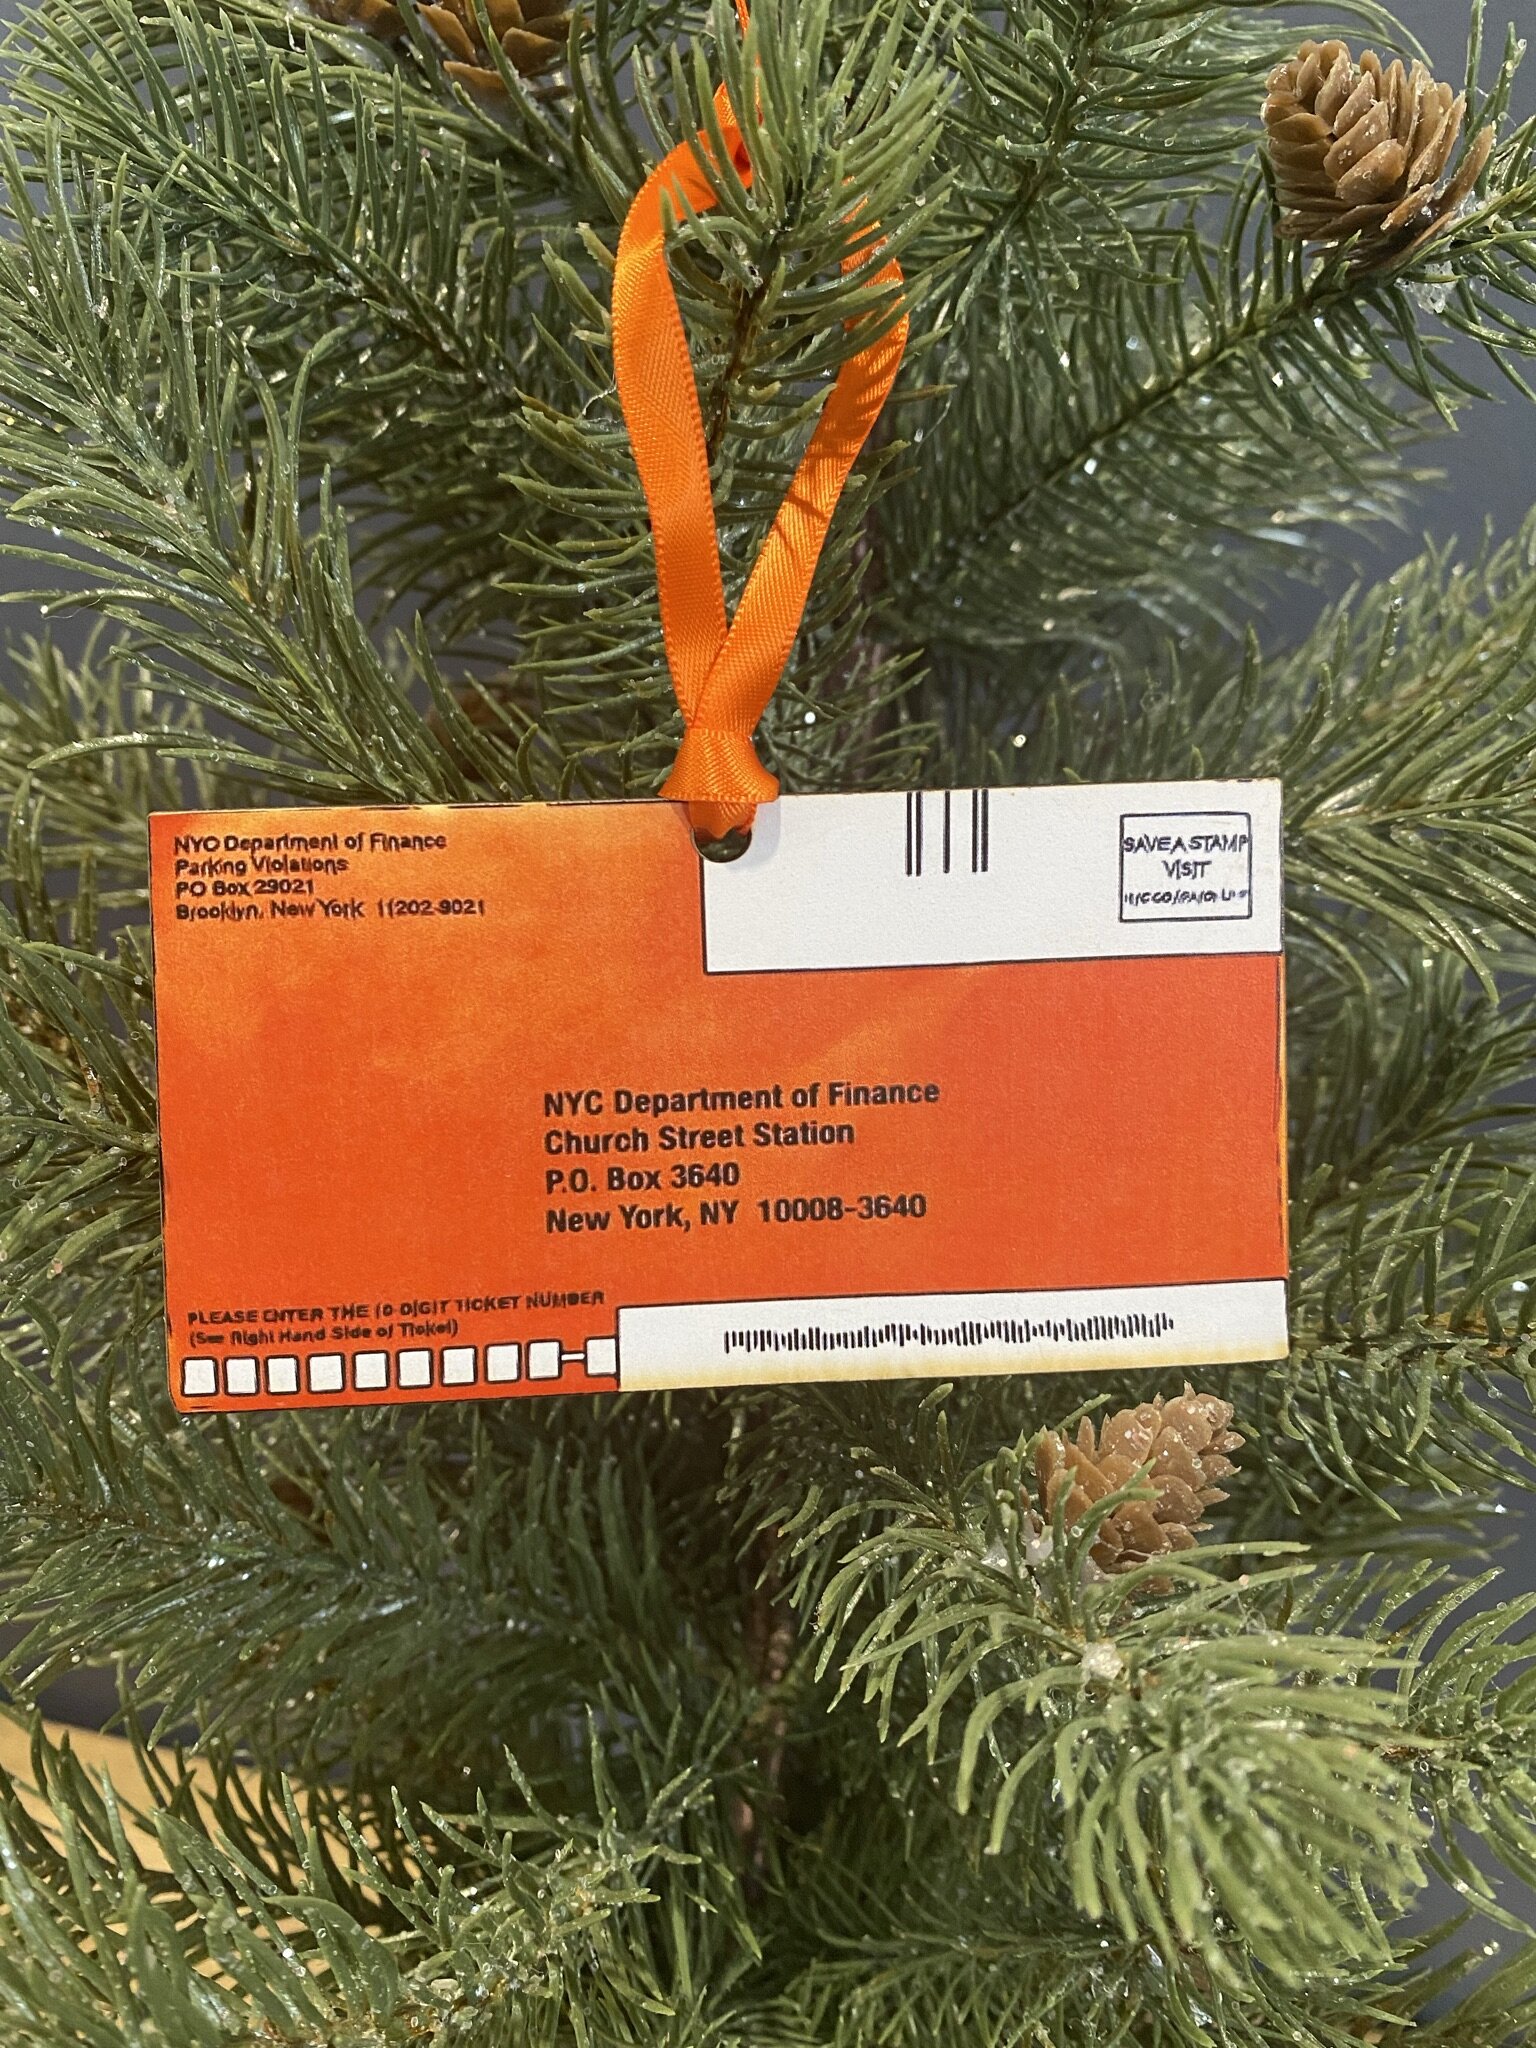 NYC Department of Finance
Parking Violations
PO Box 29021
Brooklyn, New York 11202-9021
SAVE A STAMP
VISIT
NYC Department of Finance
Church Street Station
P.O. Box 3640
New York, NY 10008-3640
PLEASE ENTER THE 10 DIGIT TICKET NUMBER
(See Right Hand Side of Ticket)